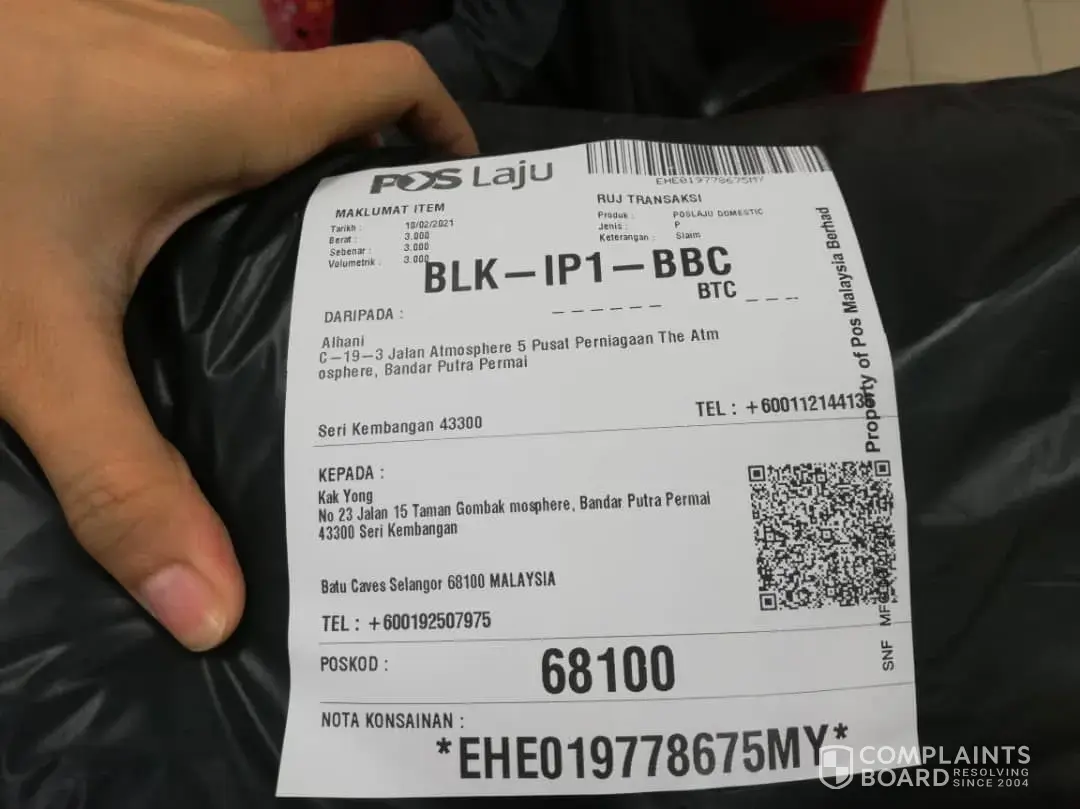 POS Laju
EHE019778675MY
MAKLUMAT ITEM
Tarikh : 18/02/2021
Berat : 3.000
Sebenar : 3.000
Volumetrik : 3.000
RUJ TRANSAKSI
Produk : POSLAJU DOMESTIC
Jenis : P
Keterangan : Slaim
BLK-IP1-BBC
BTC
DARIPADA :
Alhani
C-19-3 Jalan Atmosphere 5 Pusat Perniagaan The Atm
osphere, Bandar Putra Permai
TEL : +600112144136
Seri Kembangan 43300
Property of Pos Malaysia Berhad
KEPADA :
Kak Yong
No 23 Jalan 15 Taman Gombak mosphere, Bandar Putra Permai
43300 Seri Kembangan
Batu Caves Selangor 68100 MALAYSIA
TEL : +600192507975
SNF
POSKOD :
68100
NOTA KONSAINAN :
*EHE019778675MY*
COMPLAINTS
BOARD RESOLVING
SINCE 2004